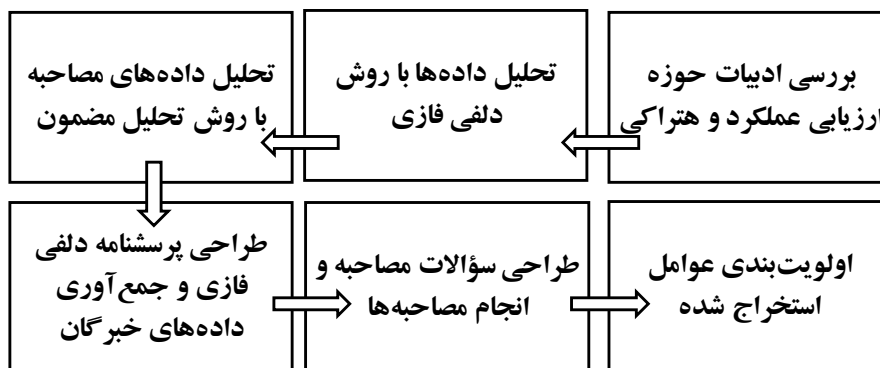 بررسی ادبیات حوزه
ارزیابی عملکرد و هتراکی
تحلیل داده‌ها با روش
دلفی فازی
تحلیل داده‌های مصاحبه
با روش تحلیل مضمون
طراحی پرسشنامه دلفی
فازی و جمع‌آوری
داده‌های خبرگان
طراحی سؤالات مصاحبه و
انجام مصاحبه‌ها
اولویت‌بندی عوامل
استخراج شده